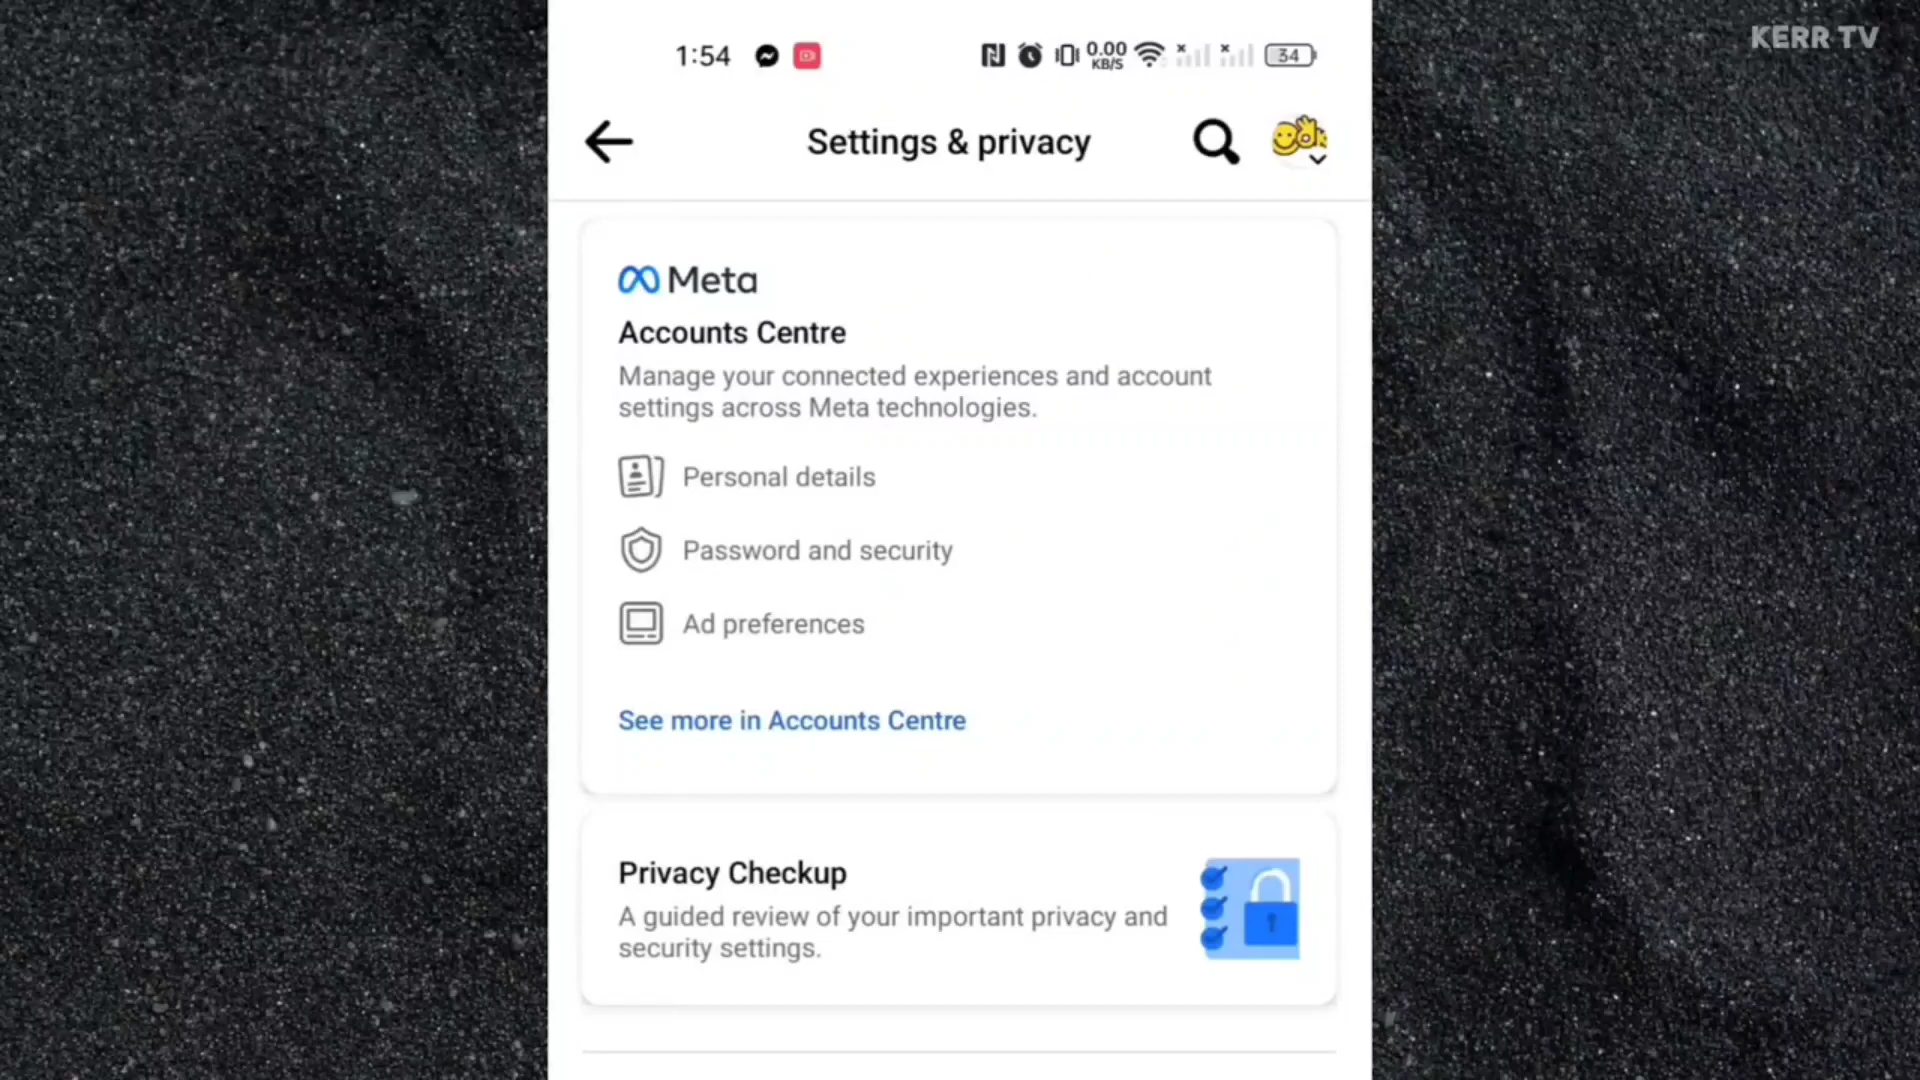 KERR TV
1:54
0.00
KB/S
34
Settings & privacy
Meta
Accounts Centre
Manage your connected experiences and account
settings across Meta technologies.
Personal details
Password and security
Ad preferences
See more in Accounts Centre
Privacy Checkup
A guided review of your important privacy and
security settings.